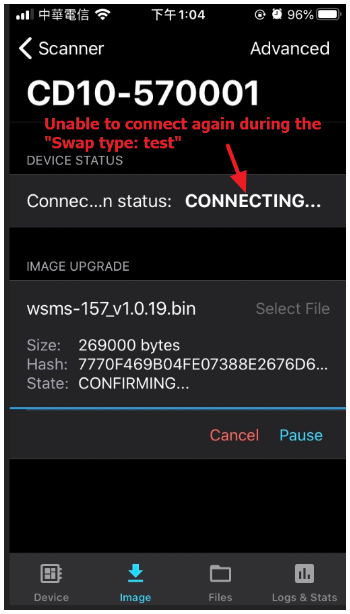 中華電信 下午1:04 96%
Scanner Advanced
CD10-570001
Unable to connect again during the
"Swap type: test"
DEVICE STATUS
Connec...n status: CONNECTING...
IMAGE UPGRADE
wsms-157_v1.0.19.bin Select File
Size: 269000 bytes
Hash: 7770F469B04FE07388E2676D6...
State: CONFIRMING...
Cancel Pause
Device Image Files Logs & Stats